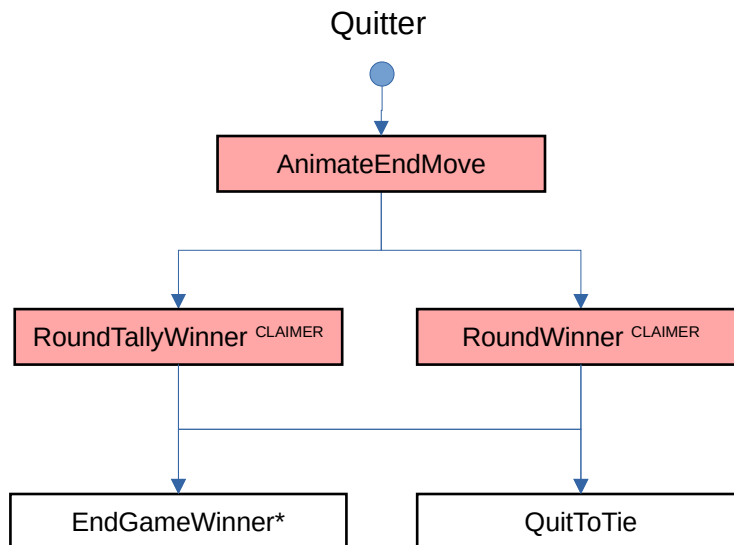 Quitter
AnimateEndMove
RoundTallyWinner CLAIMER
RoundWinner CLAIMER
EndGameWinner*
QuitToTie